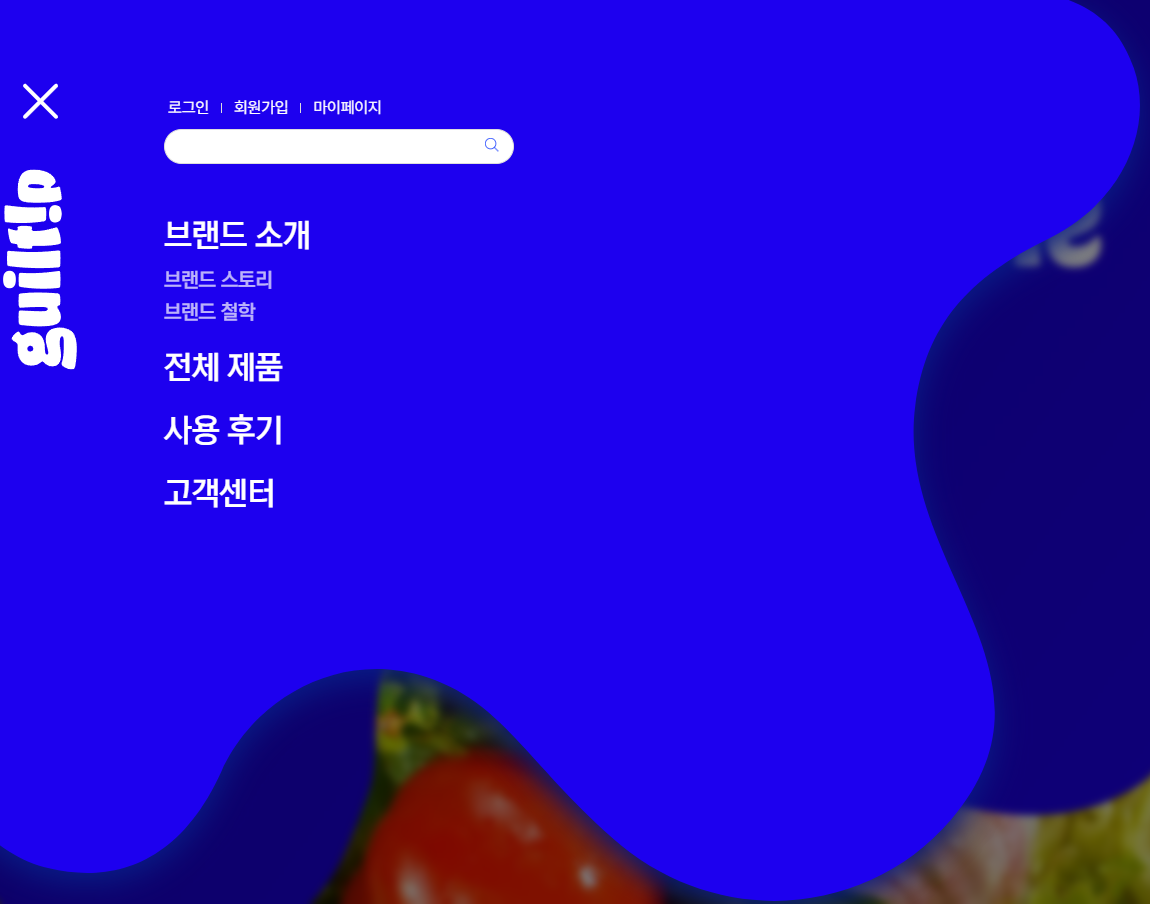 로그인 | 회원가입 | 마이페이지
guiltip
브랜드 소개
브랜드 스토리
브랜드 철학
전체 제품
사용 후기
고객센터